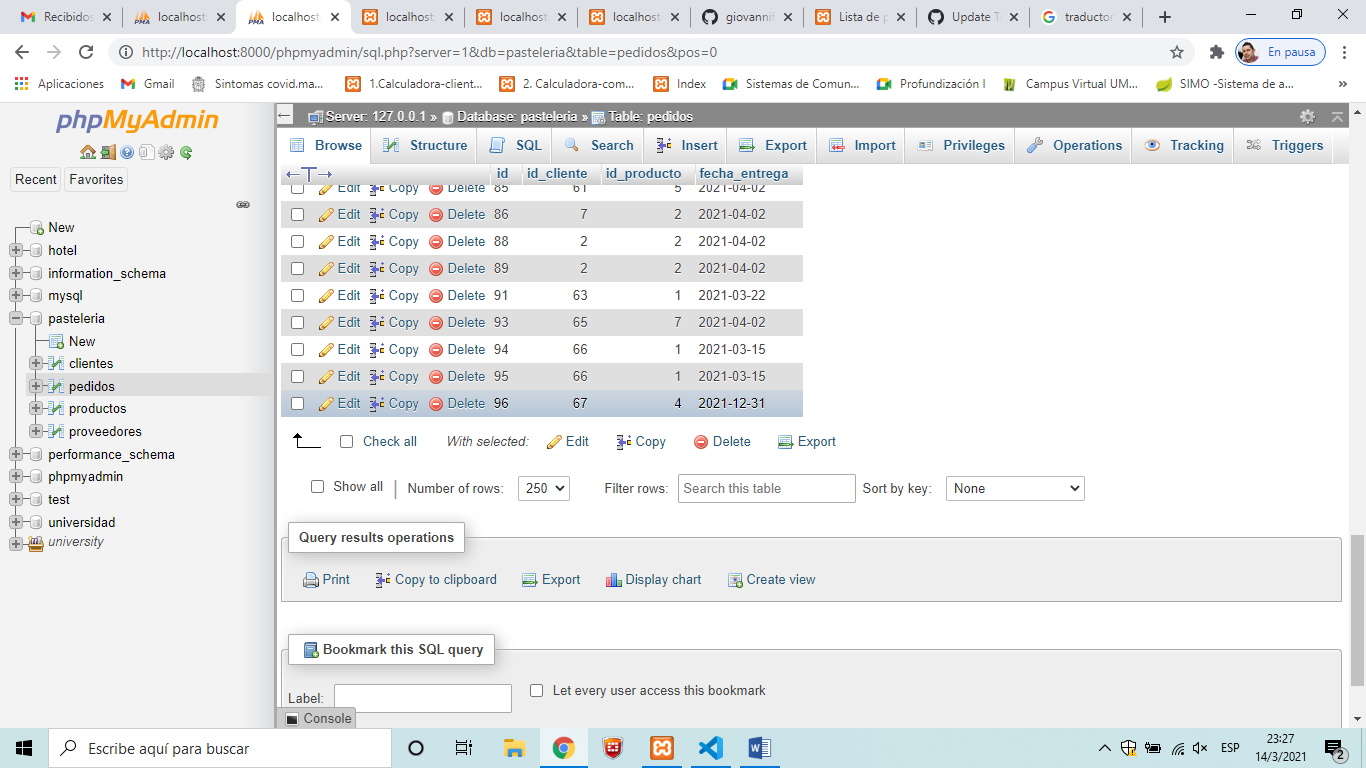 Recibidos
localhost
localhost
localhost
localhost
localhost
giovannif
Lista de p
Update T
traductor
http://localhost:8000/phpmyadmin/sql.php?server=1&db=pasteleria&table=pedidos&pos=0
En pausa
Aplicaciones
Gmail
Sintomas covid.ma...
1.Calculadora-client...
2. Calculadora-com...
Index
Sistemas de Comun...
Profundización I
Campus Virtual UM...
SIMO -Sistema de a...
phpMyAdmin
Recent
Favorites
New
hotel
information_schema
mysql
pasteleria
New
clientes
pedidos
productos
proveedores
performance_schema
phpmyadmin
test
universidad
university
Server: 127.0.0.1 » Database: pasteleria » Table: pedidos
Browse Structure SQL Search Insert Export Import Privileges Operations Tracking Triggers
id id_cliente id_producto fecha_entrega
Edit Copy Delete 85 61 5 2021-04-02
Edit Copy Delete 86 7 2 2021-04-02
Edit Copy Delete 88 2 2 2021-04-02
Edit Copy Delete 89 2 2 2021-04-02
Edit Copy Delete 91 63 1 2021-03-22
Edit Copy Delete 93 65 7 2021-04-02
Edit Copy Delete 94 66 1 2021-03-15
Edit Copy Delete 95 66 1 2021-03-15
Edit Copy Delete 96 67 4 2021-12-31
Check all With selected: Edit Copy Delete Export
Show all | Number of rows: 250 Filter rows: Search this table Sort by key: None
Query results operations
Print Copy to clipboard Export Display chart Create view
Bookmark this SQL query
Label: Let every user access this bookmark
Console
Escribe aquí para buscar
ESP
23:27
14/3/2021
2